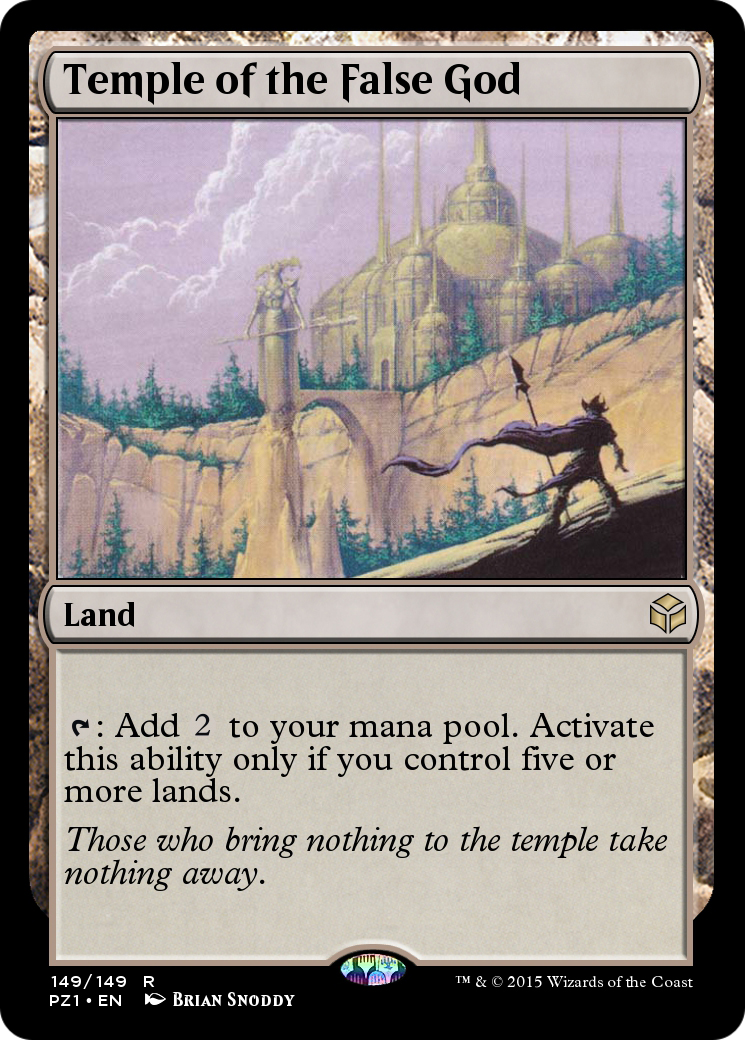 Temple of the False God
Land
: Add 2 to your mana pool. Activate
this ability only if you control five or
more lands.
Those who bring nothing to the temple take
nothing away.
149/149 R
PZ1 • EN Brian Snoddy
™ & © 2015 Wizards of the Coast